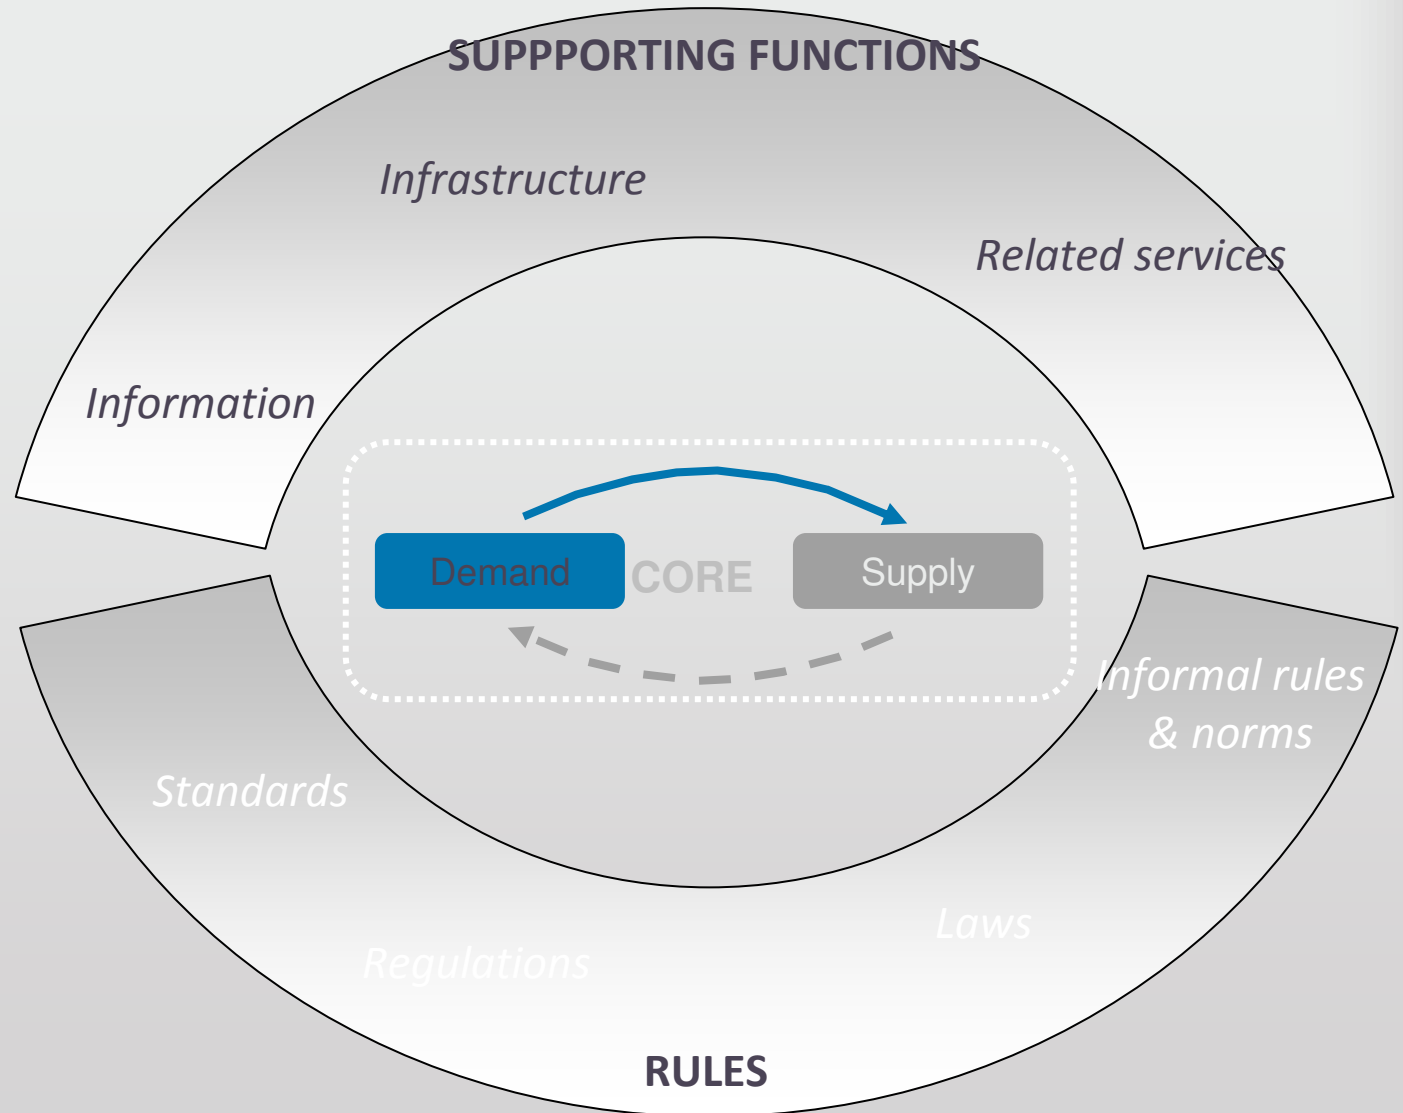 SUPPPORTING FUNCTIONS
Infrastructure
Related services
Information
Demand
CORE
Supply
Informal rules
& norms
Standards
Laws
Regulations
RULES